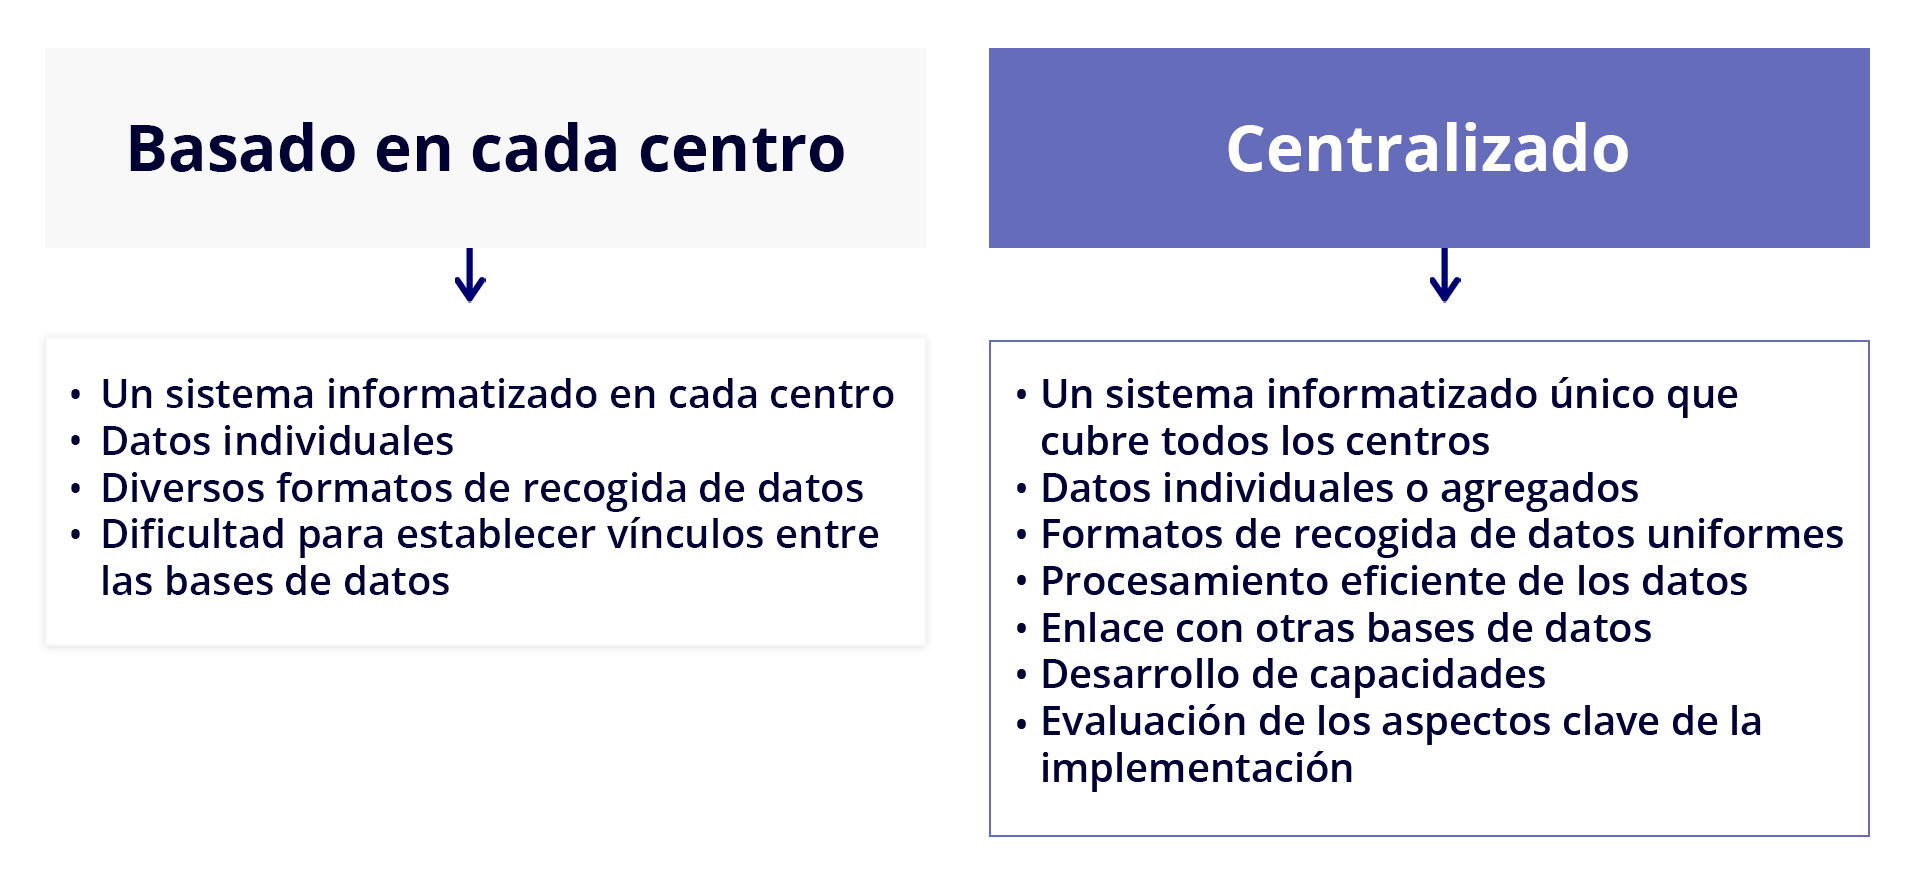 Basado en cada centro
• Un sistema informatizado en cada centro
• Datos individuales
• Diversos formatos de recogida de datos
• Dificultad para establecer vínculos entre
las bases de datos
Centralizado
• Un sistema informatizado único que
cubre todos los centros
• Datos individuales o agregados
• Formatos de recogida de datos uniformes
• Procesamiento eficiente de los datos
• Enlace con otras bases de datos
• Desarrollo de capacidades
• Evaluación de los aspectos clave de la
implementación